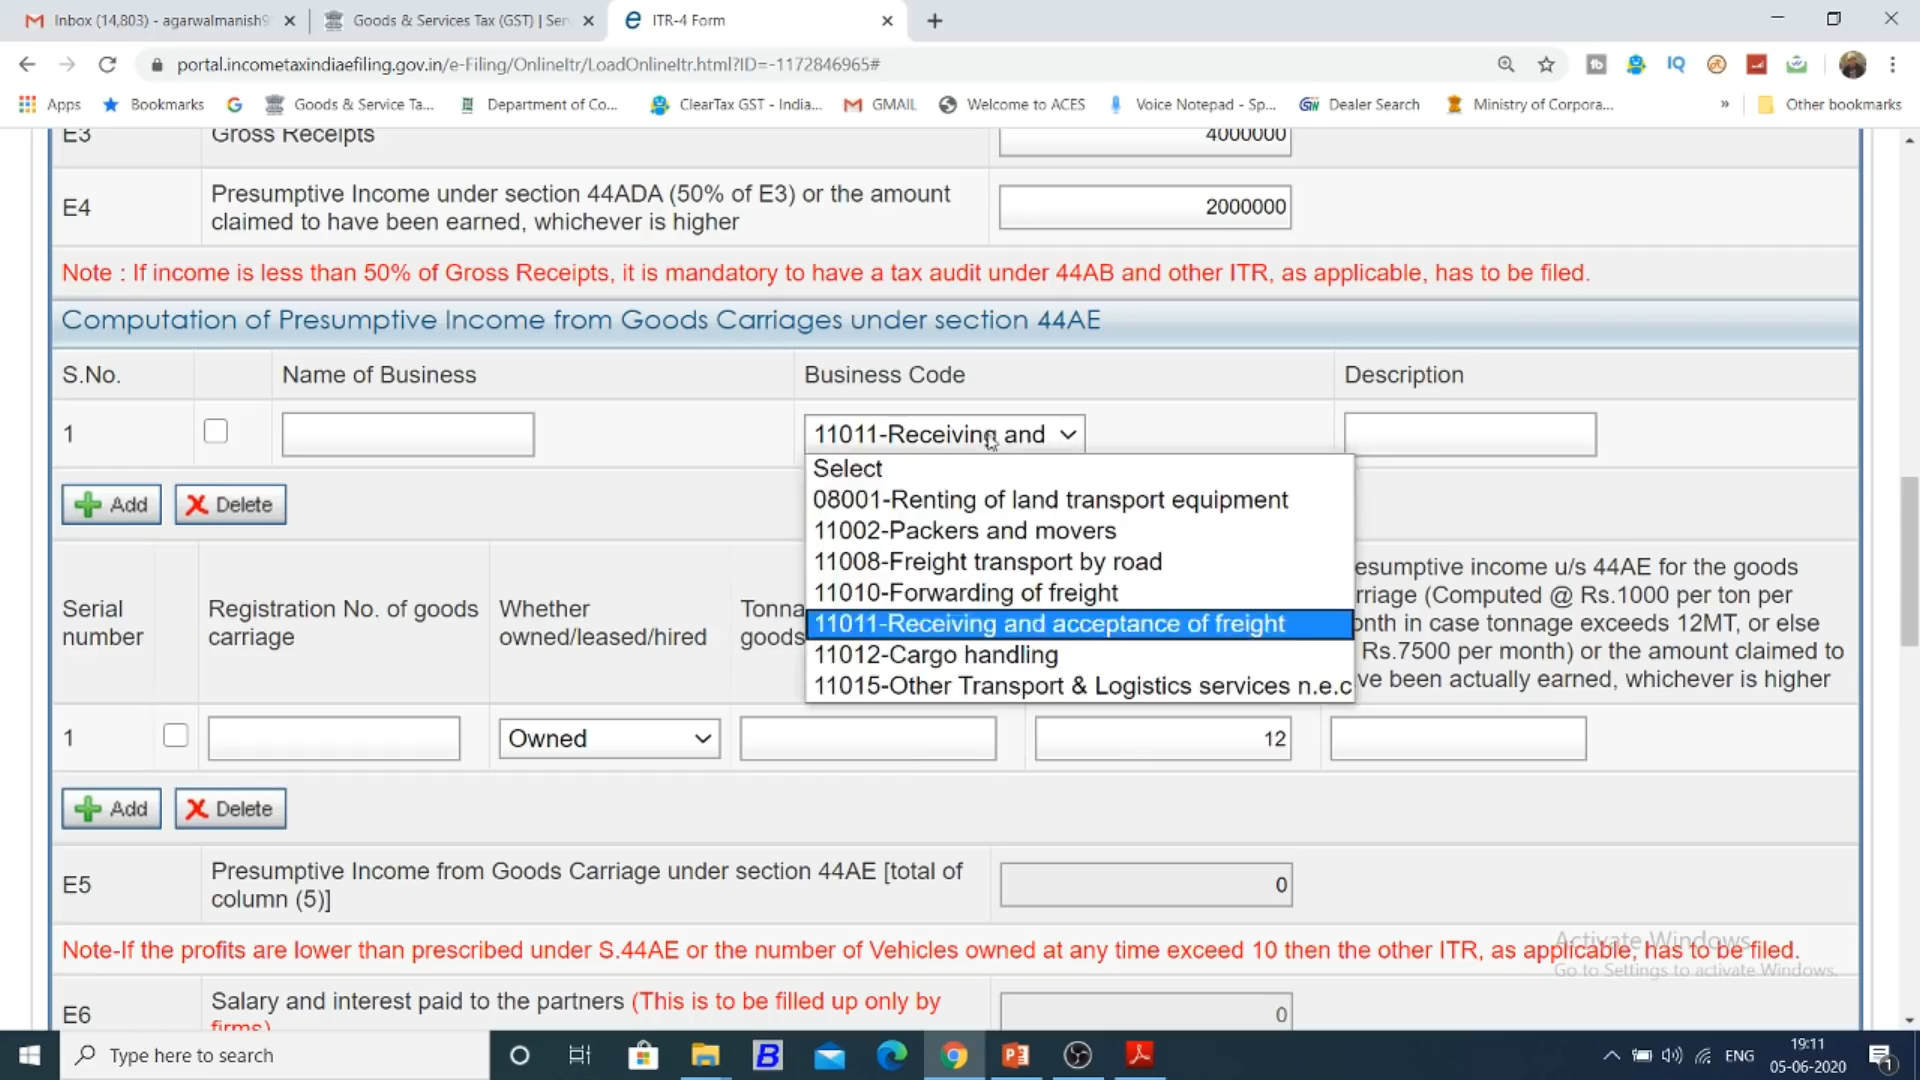 Inbox (14,803) - agarwalmanish9
Goods & Services Tax (GST) | Ser
ITR-4 Form
portal.incometaxindiaefiling.gov.in/e-Filing/OnlineItr/LoadOnlineItr.html?ID=-1172846965#
Apps
Bookmarks
Goods & Service Ta...
Department of Co...
ClearTax GST - India...
GMAIL
Welcome to ACES
Voice Notepad - Sp...
Dealer Search
Ministry of Corpora...
»
Other bookmarks
E3 Gross Receipts 4000000
E4 Presumptive Income under section 44ADA (50% of E3) or the amount
claimed to have been earned, whichever is higher 2000000
Note : If income is less than 50% of Gross Receipts, it is mandatory to have a tax audit under 44AB and other ITR, as applicable, has to be filed.
Computation of Presumptive Income from Goods Carriages under section 44AE
S.No. Name of Business Business Code Description
1 11011-Receiving and
Select
08001-Renting of land transport equipment
11002-Packers and movers
11008-Freight transport by road
11010-Forwarding of freight
11011-Receiving and acceptance of freight
11012-Cargo handling
11015-Other Transport & Logistics services n.e.c
Add Delete
Serial
number
Registration No. of goods
carriage
Whether
owned/leased/hired
Tonna
goods
esumptive income u/s 44AE for the goods
rriage (Computed @ Rs.1000 per ton per
onth in case tonnage exceeds 12MT, or else
Rs.7500 per month) or the amount claimed to
ve been actually earned, whichever is higher
1 Owned 12
Add Delete
E5 Presumptive Income from Goods Carriage under section 44AE [total of
column (5)] 0
Note-If the profits are lower than prescribed under S.44AE or the number of Vehicles owned at any time exceed 10 then the other ITR, as applicable, has to be filed.
Activate Windows
Go to Settings to activate Windows.
E6 Salary and interest paid to the partners (This is to be filled up only by
firms) 0
Type here to search
ENG
19:11
05-06-2020
1